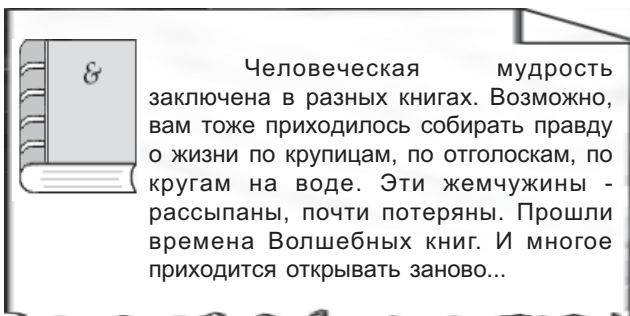 &
Человеческая мудрость
заключена в разных книгах. Возможно,
вам тоже приходилось собирать правду
о жизни по крупицам, по отголоскам, по
кругам на воде. Эти жемчужины -
рассыпаны, почти потеряны. Прошли
времена Волшебных книг. И многое
приходится открывать заново...